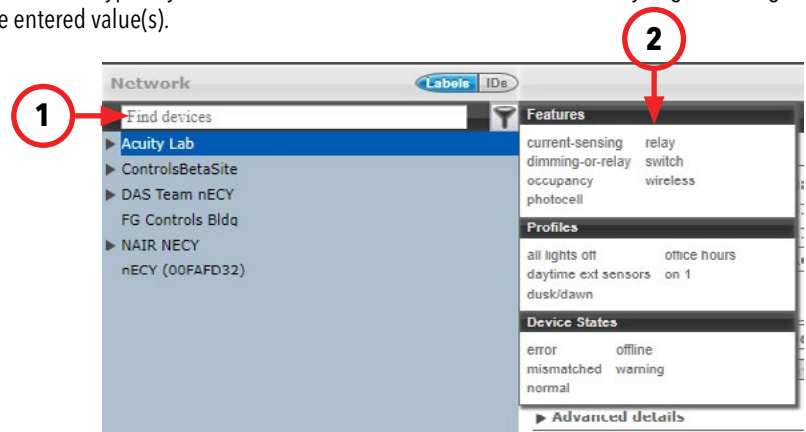 e entered value(s).
2
Network
Labels IDs
1
Find devices
Features
Acuity Lab
current-sensing relay
ControlsBetaSite
dimming-or-relay switch
DAS Team nECY
occupancy wireless
photocell
FG Controls Bldg
Profiles
NAIR NECY
all lights off office hours
nECY (00FAFD32)
daytime ext sensors on 1
dusk/dawn
Device States
error offline
mismatched warning
normal
Advanced details